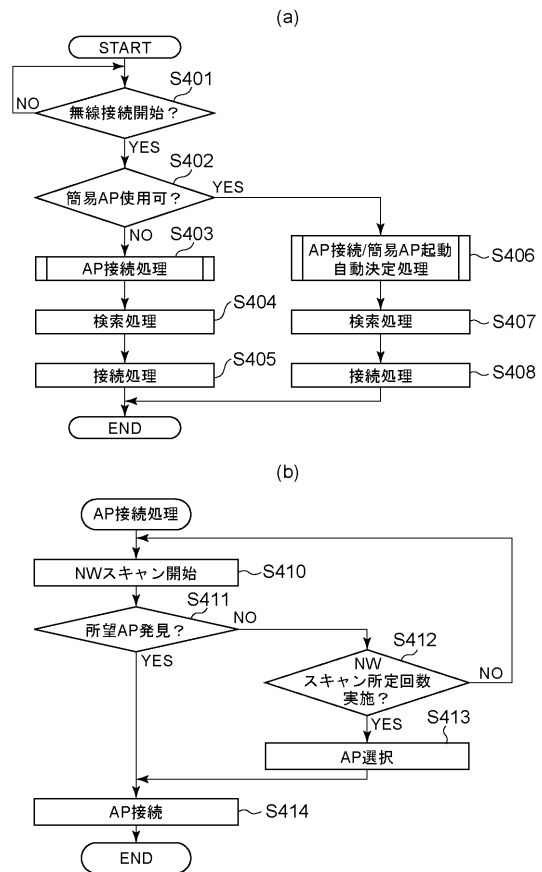 (a)
START
S401
無線接続開始？
NO
YES
S402
簡易AP使用可？
YES
NO
S403
AP接続処理
AP接続/簡易AP起動
自動決定処理
S406
S404
検索処理
検索処理
S407
S405
接続処理
接続処理
S408
END
(b)
AP接続処理
NWスキャン開始
S410
S411
所望AP発見？
NO
YES
S412
NW
スキャン所定回数
実施？
NO
YES
S413
AP選択
AP接続
S414
END